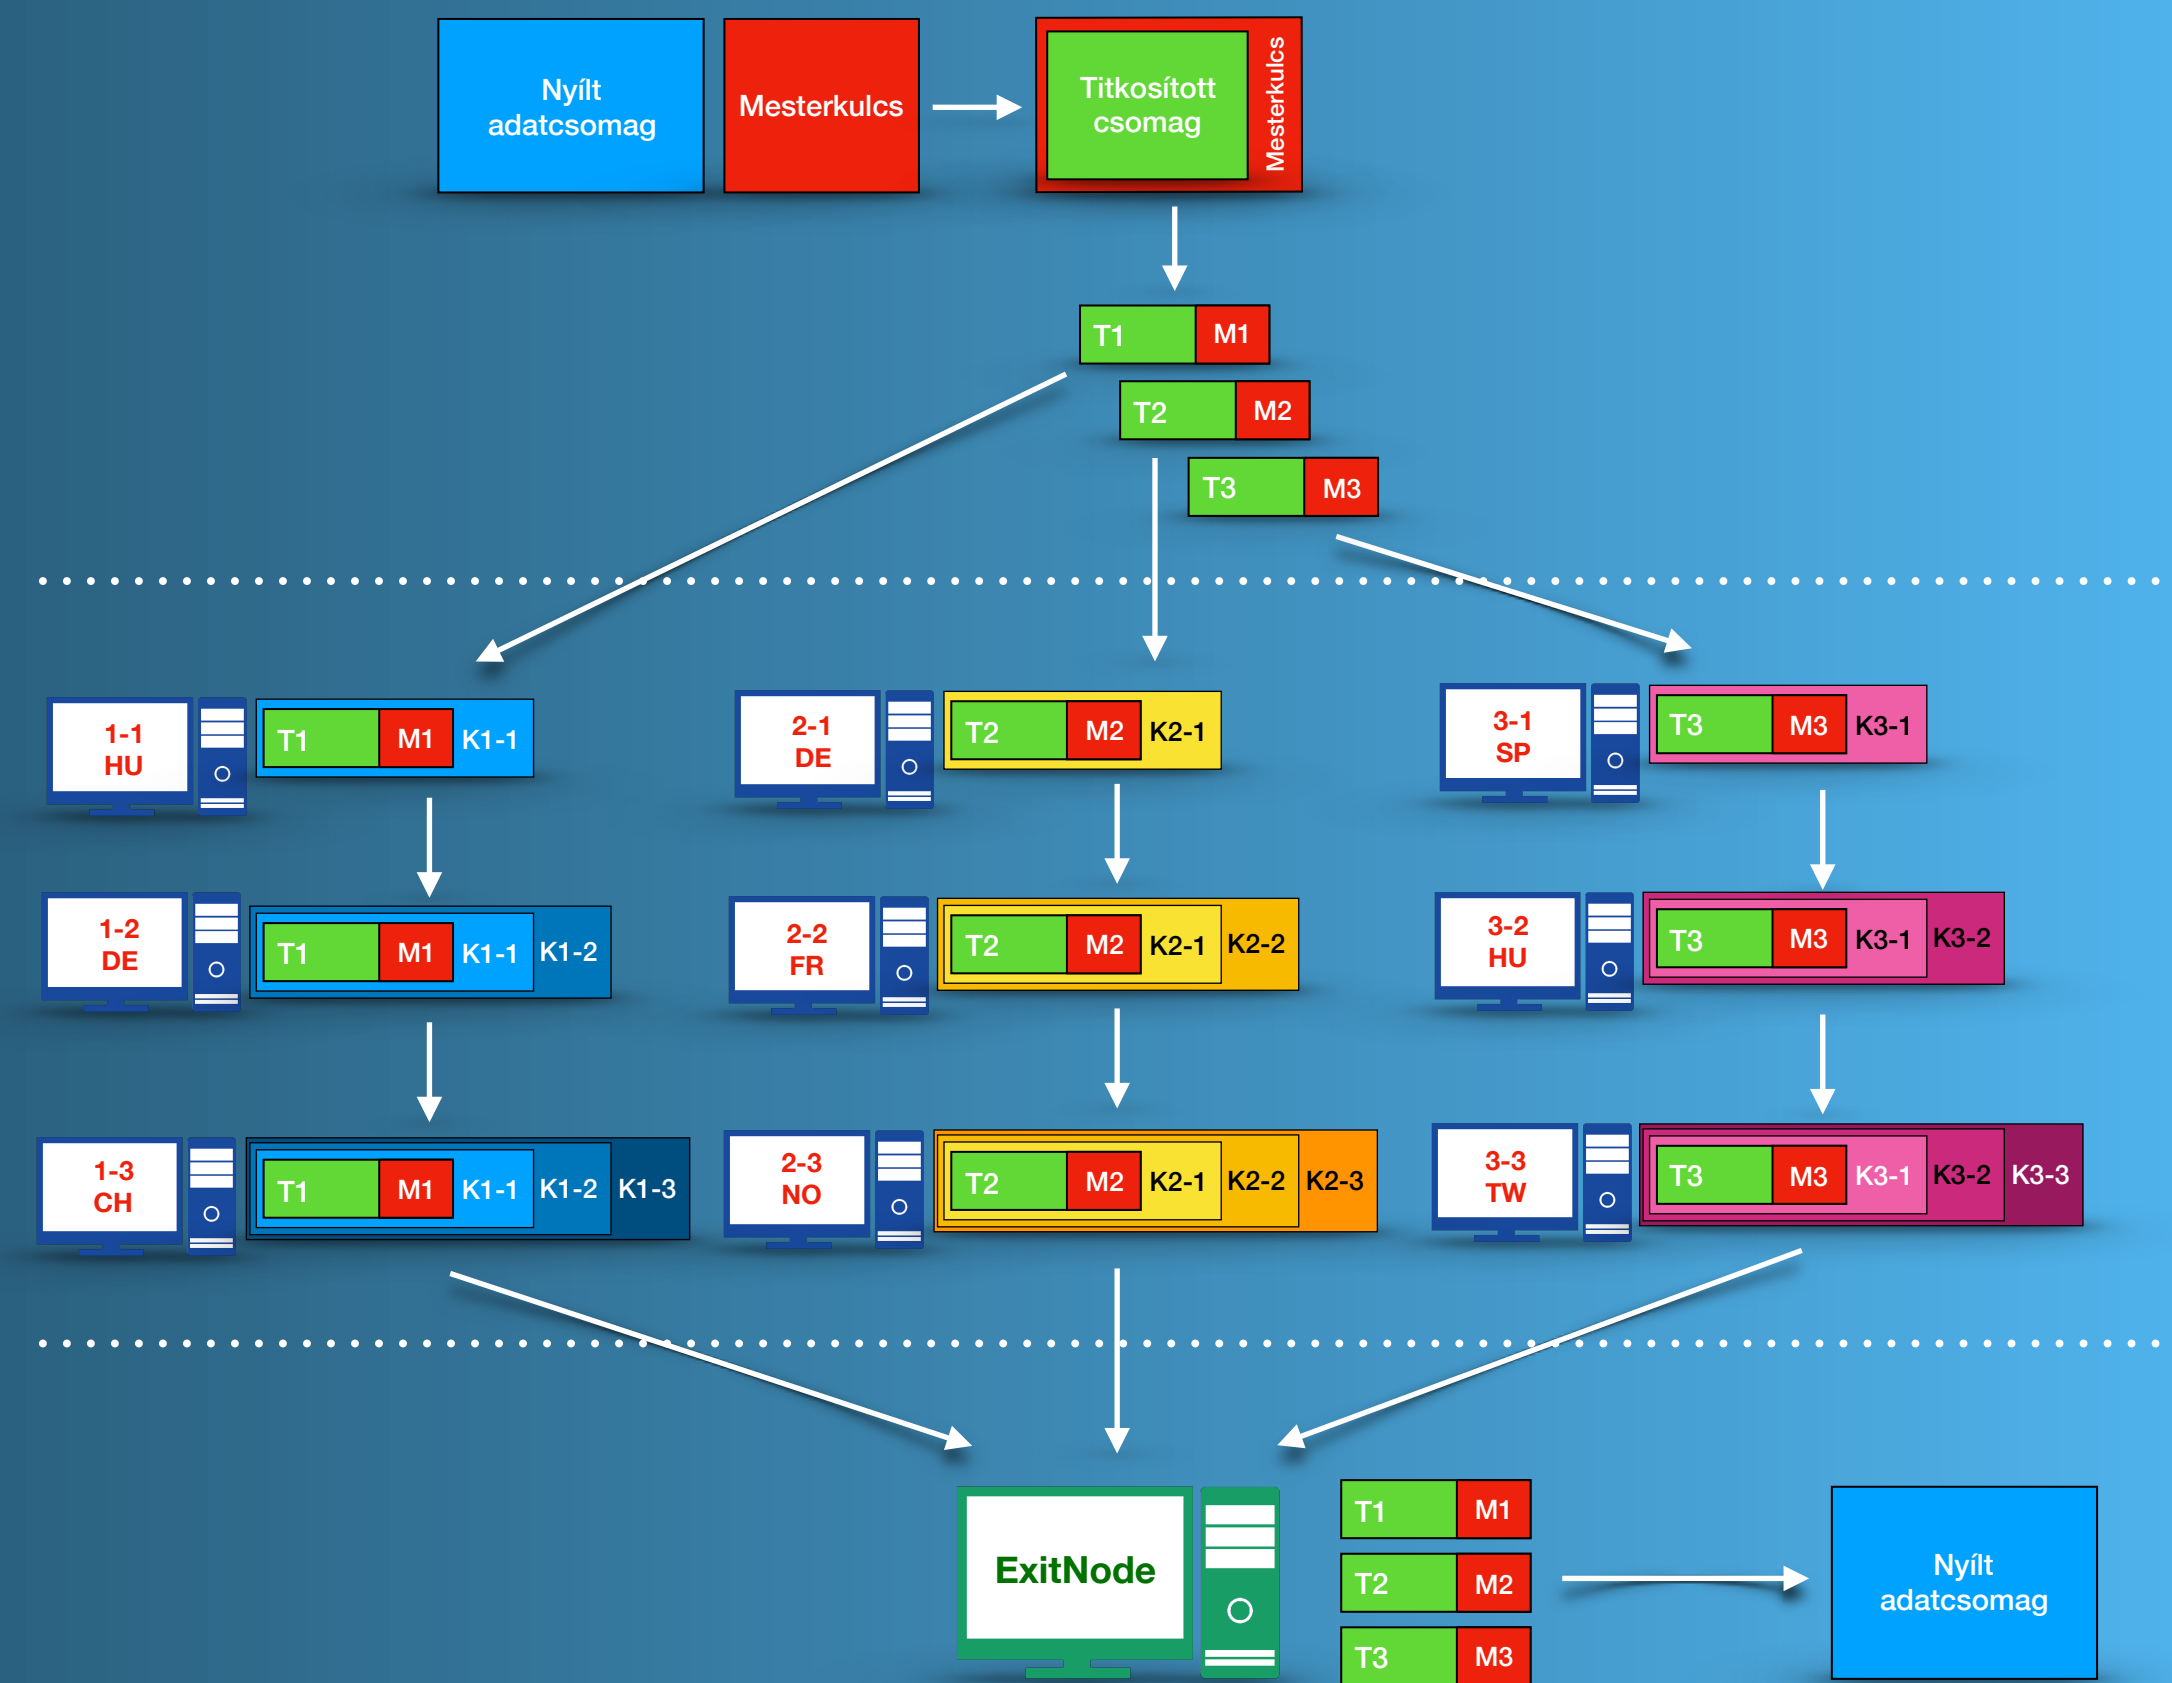 Nyílt
adatcsomag
Mesterkulcs
Titkosított
csomag
Mesterkulcs
T1 M1
T2 M2
T3 M3
1-1
HU
T1 M1 K1-1
2-1
DE
T2 M2 K2-1
3-1
SP
T3 M3 K3-1
1-2
DE
T1 M1 K1-1 K1-2
2-2
FR
T2 M2 K2-1 K2-2
3-2
HU
T3 M3 K3-1 K3-2
1-3
CH
T1 M1 K1-1 K1-2 K1-3
2-3
NO
T2 M2 K2-1 K2-2 K2-3
3-3
TW
T3 M3 K3-1 K3-2 K3-3
ExitNode
T1 M1
T2 M2
T3 M3
Nyílt
adatcsomag